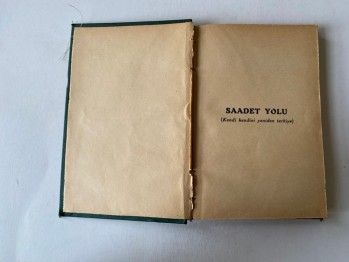 SAADET YOLU
(Kendi kendini yeniden terbiye)